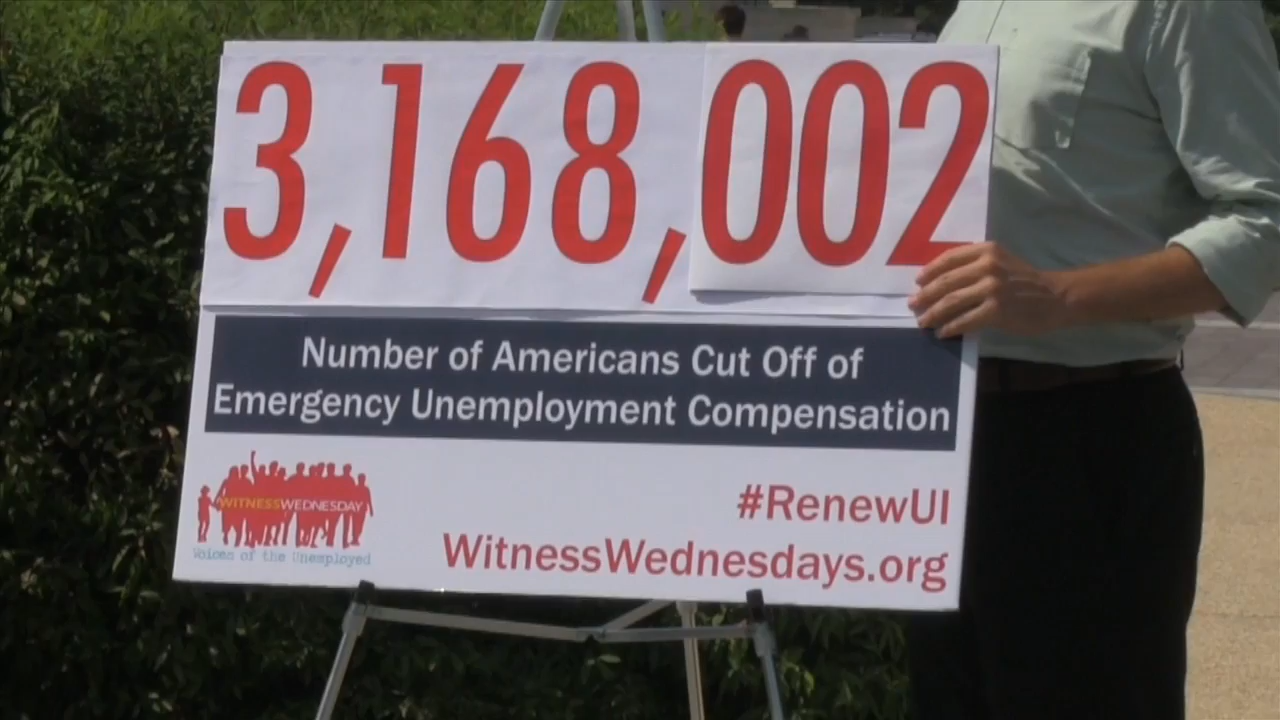 3,168,002
Number of Americans Cut Off of
Emergency Unemployment Compensation
WITNESSWEDNESDAY
Voices of the Unemployed
#RenewUI
WitnessWednesdays.org